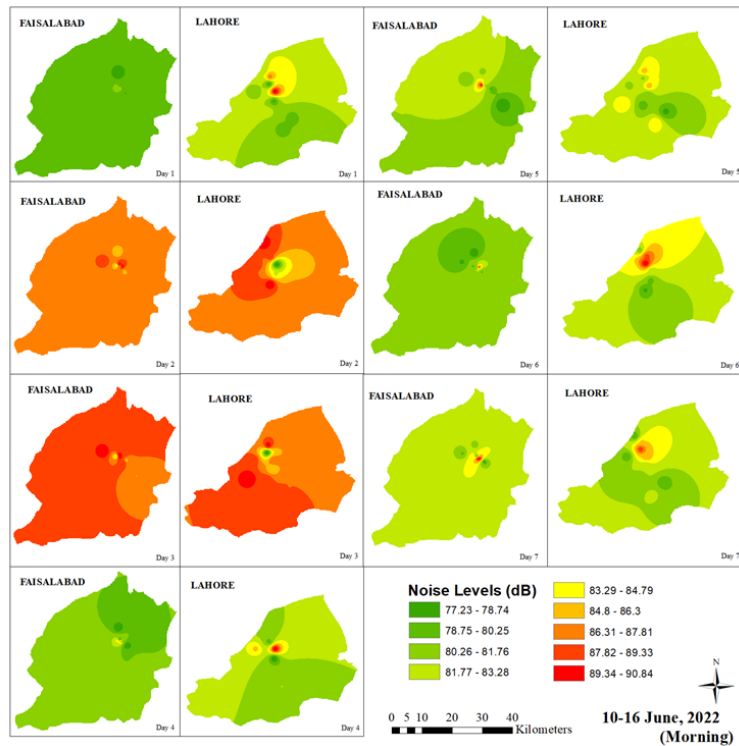 FAISALABAD
Day 1
LAHORE
Day 1
FAISALABAD
Day 5
LAHORE
Day 5
FAISALABAD
Day 2
LAHORE
Day 2
FAISALABAD
Day 6
LAHORE
Day 6
FAISALABAD
Day 3
LAHORE
Day 3
FAISALABAD
Day 7
LAHORE
Day 7
FAISALABAD
Day 4
LAHORE
Day 4
Noise Levels (dB)
77.23 - 78.74
78.75 - 80.25
80.26 - 81.76
81.77 - 83.28
83.29 - 84.79
84.8 - 86.3
86.31 - 87.81
87.82 - 89.33
89.34 - 90.84
N
0 5 10 20 30 40
Kilometers
10-16 June, 2022
(Morning)